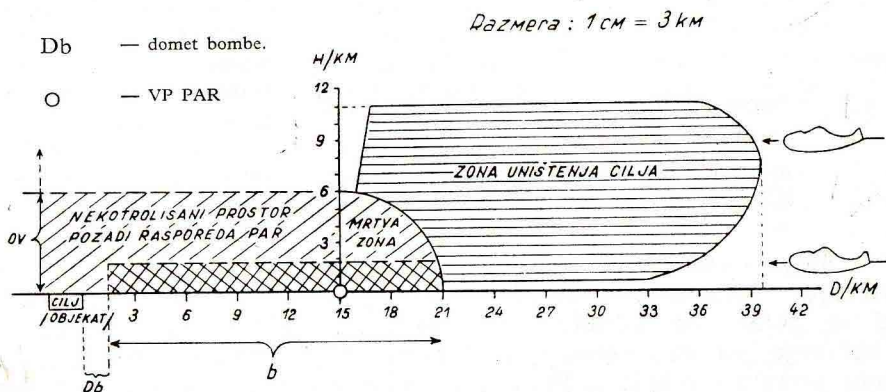 Razmera : 1 cm = 3 km
Db — domet bombe.
O — VP PAR
H/KM
12
9
6
3
ZONA UNIŠTENJA CILJA
NEKOTROLISANI PROSTOR
POZADI RASPOREDA PAR
MRTVA
ZONA
OV
CILJ
/OBJEKAT/
3 6 9 12 15 18 21 24 27 30 33 36 39 42
D/KM
Db
b